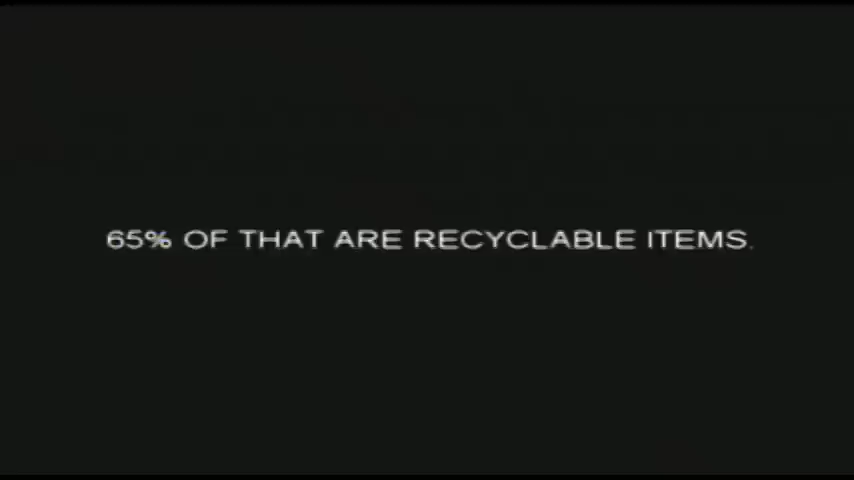 65% OF THAT ARE RECYCLABLE ITEMS.